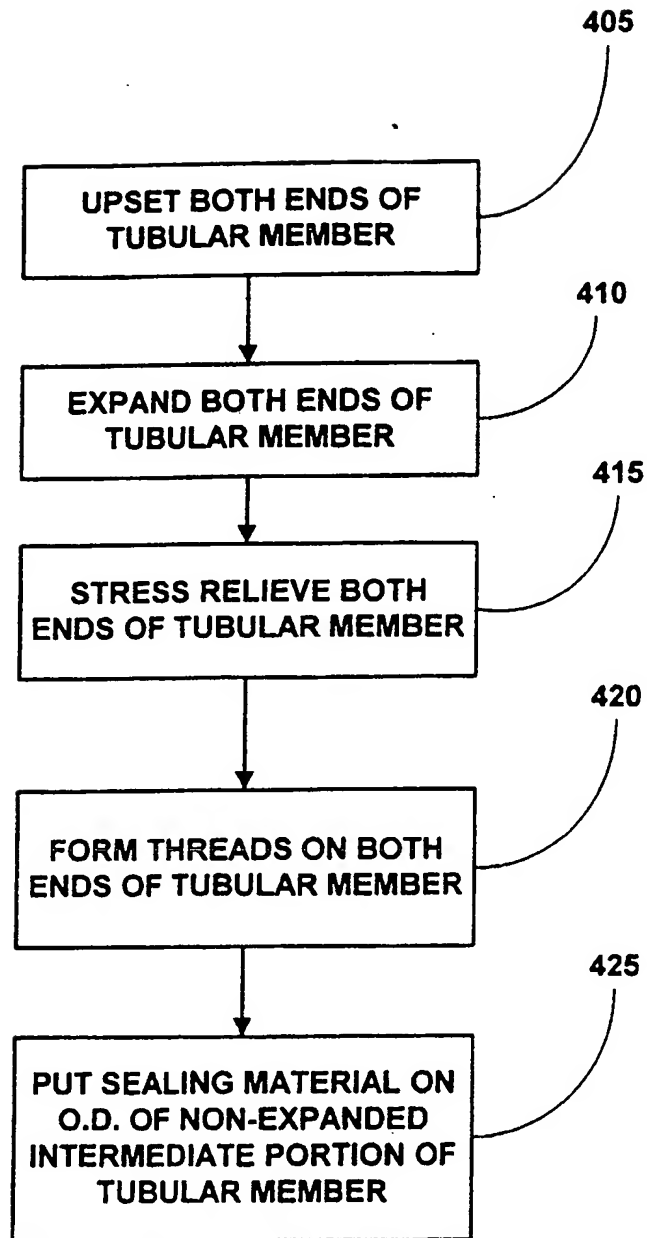 405
UPSET BOTH ENDS OF
TUBULAR MEMBER
410
EXPAND BOTH ENDS OF
TUBULAR MEMBER
415
STRESS RELIEVE BOTH
ENDS OF TUBULAR MEMBER
420
FORM THREADS ON BOTH
ENDS OF TUBULAR MEMBER
425
PUT SEALING MATERIAL ON
O.D. OF NON-EXPANDED
INTERMEDIATE PORTION OF
TUBULAR MEMBER